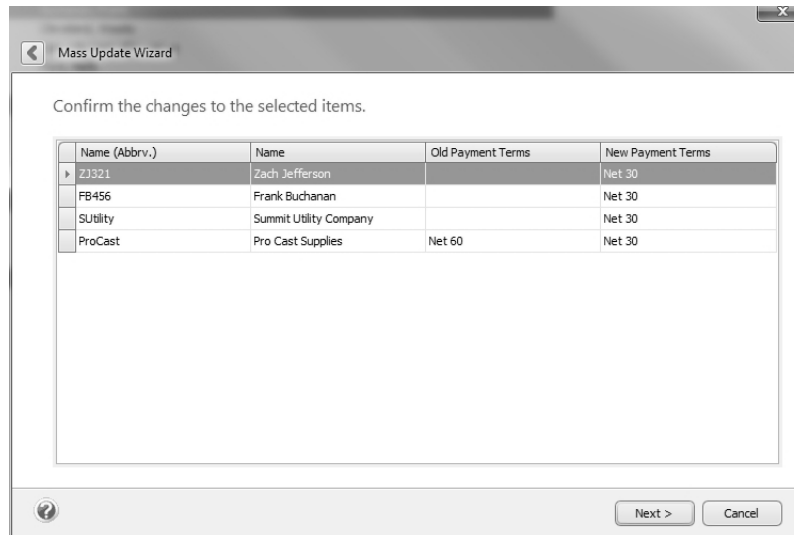 Mass Update Wizard
Confirm the changes to the selected items.
Name (Abbrv.) Name Old Payment Terms New Payment Terms
ZJ321 Zach Jefferson Net 30
FB456 Frank Buchanan Net 30
SUtility Summit Utility Company Net 30
ProCast Pro Cast Supplies Net 60 Net 30
Next > Cancel